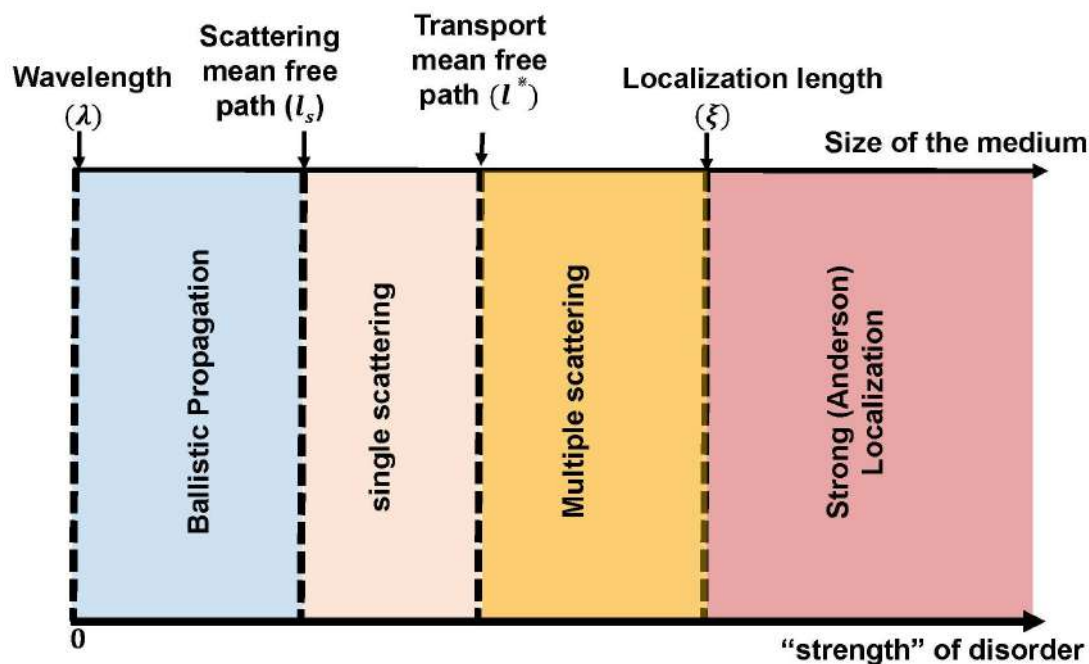 Wavelength
(λ)
Scattering
mean free
path (lₛ)
Transport
mean free
path (l*)
Localization length
(ξ)
Size of the medium
Ballistic Propagation
single scattering
Multiple scattering
Strong (Anderson)
Localization
0
“strength” of disorder